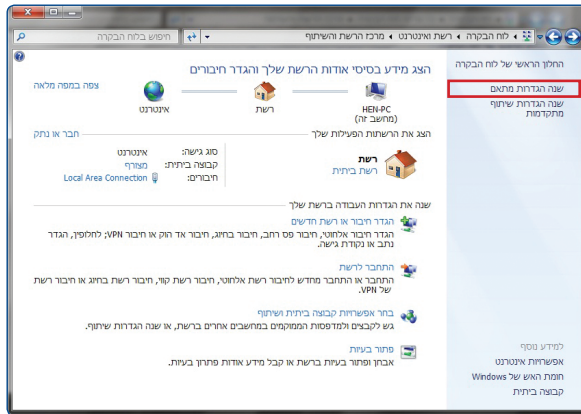 לוח הבקרה ◂ רשת ואינטרנט ◂ מרכז הרשת והשיתוף
חיפוש בלוח הבקרה
החלון הראשי של לוח הבקרה
שנה הגדרות מתאם
שנה הגדרות שיתוף
מתקדמות
הצג מידע בסיסי אודות הרשת שלך והגדר חיבורים
צפה במפה מלאה
HEN-PC
(מחשב זה)
רשת
אינטרנט
הצג את הרשתות הפעילות שלך
חבר או נתק
רשת
רשת ביתית
סוג גישה: אינטרנט
קבוצה ביתית: מצורף
חיבורים: Local Area Connection
שנה את הגדרות העבודה ברשת שלך
הגדר חיבור או רשת חדשים
הגדר חיבור אלחוטי, חיבור פס רחב, חיבור בחיוג, חיבור אד הוק או חיבור VPN; לחלופין, הגדר
נתב או נקודת גישה.
התחבר לרשת
התחבר או התחבר מחדש לחיבור רשת אלחוטי, חיבור רשת קווי, חיבור רשת בחיוג או חיבור רשת
של VPN.
בחר אפשרויות קבוצה ביתית ושיתוף
גש לקבצים ולמדפסות הממוקמים במחשבים אחרים ברשת, או שנה הגדרות שיתוף.
פתור בעיות
אבחן ופתור בעיות ברשת או קבל מידע אודות פתרון בעיות.
למידע נוסף
אפשרויות אינטרנט
חומת האש של Windows
קבוצה ביתית